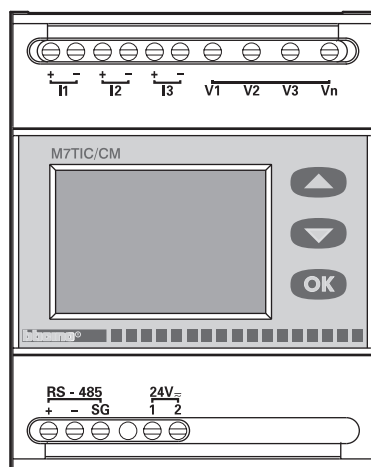 + − + − + −
I1 I2 I3 V1 V2 V3 Vn
M7TIC/CM
OK
bticino®
RS - 485 24V
+ − SG 1 2